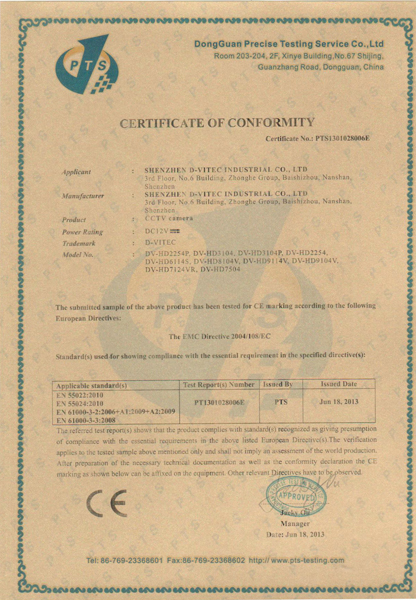 PTS
DongGuan Precise Testing Service Co.,Ltd
Room 203-204, 2F, Xinye Building,No.67 Shijing,
Guanzhang Road, Dongguan, China
CERTIFICATE OF CONFORMITY
Certificate No.: PTS1301028006E
Applicant : SHENZHEN D-VITEC INDUSTRIAL CO., LTD
3rd Floor, No.6 Building, Zhonghe Group, Baishizhou, Nanshan,
Shenzhen
Manufacturer : SHENZHEN D-VITEC INDUSTRIAL CO., LTD
3rd Floor, No.6 Building, Zhonghe Group, Baishizhou, Nanshan,
Shenzhen.
Product : CCTV camera
Power Rating : DC12V
Trademark : D-VITEC
Model No. : DV-HD2254P, DV-HD5104, DV-HD3104P, DV-HD2254,
DV-HD6114S, DV-HD8104V, DV-HD9114V, DV-HD9104V,
DV-HD7124VR, DV-HD7504
The submitted sample of the above product has been tested for CE marking according to the following
European Directives:
The EMC Directive 2004/108/EC
Standard(s) used for showing compliance with the essential requirement in the specified directive(s):
Applicable standard(s) Test Report(s) Number Issued By Issued Date
EN 55022:2010
EN 55024:2010
EN 61000-3-2:2006+A1:2009+A2:2009
EN 61000-3-3:2008
PT1301028006E PTS Jun 18, 2013
The referred test report(s) shown that the product complies with standard(s) recognized as giving presumption
of compliance with the essential requirements in the above listed European Directive(s).The verification
applies to the tested sample above mentioned only and shall not imply an assessment of the world production.
After preparation of the necessary technical documentation as well as the conformity declaration the CE
marking as shown below can be affixed on the equipment. Other relevant Directives have to be observed.
CE
APPROVED
Manager
Date: Jun 18, 2013
Tel: 86-769-23368601 Fax:86-769-23368602 http://www.pts-testing.com